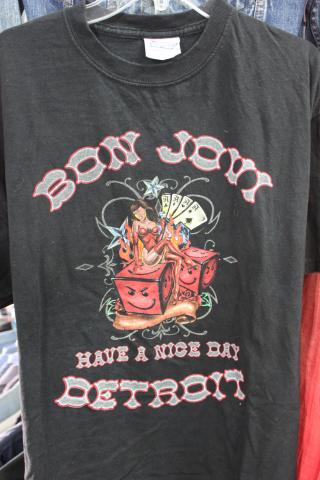 BON JOVI
HAVE A NICE DAY
DETROIT